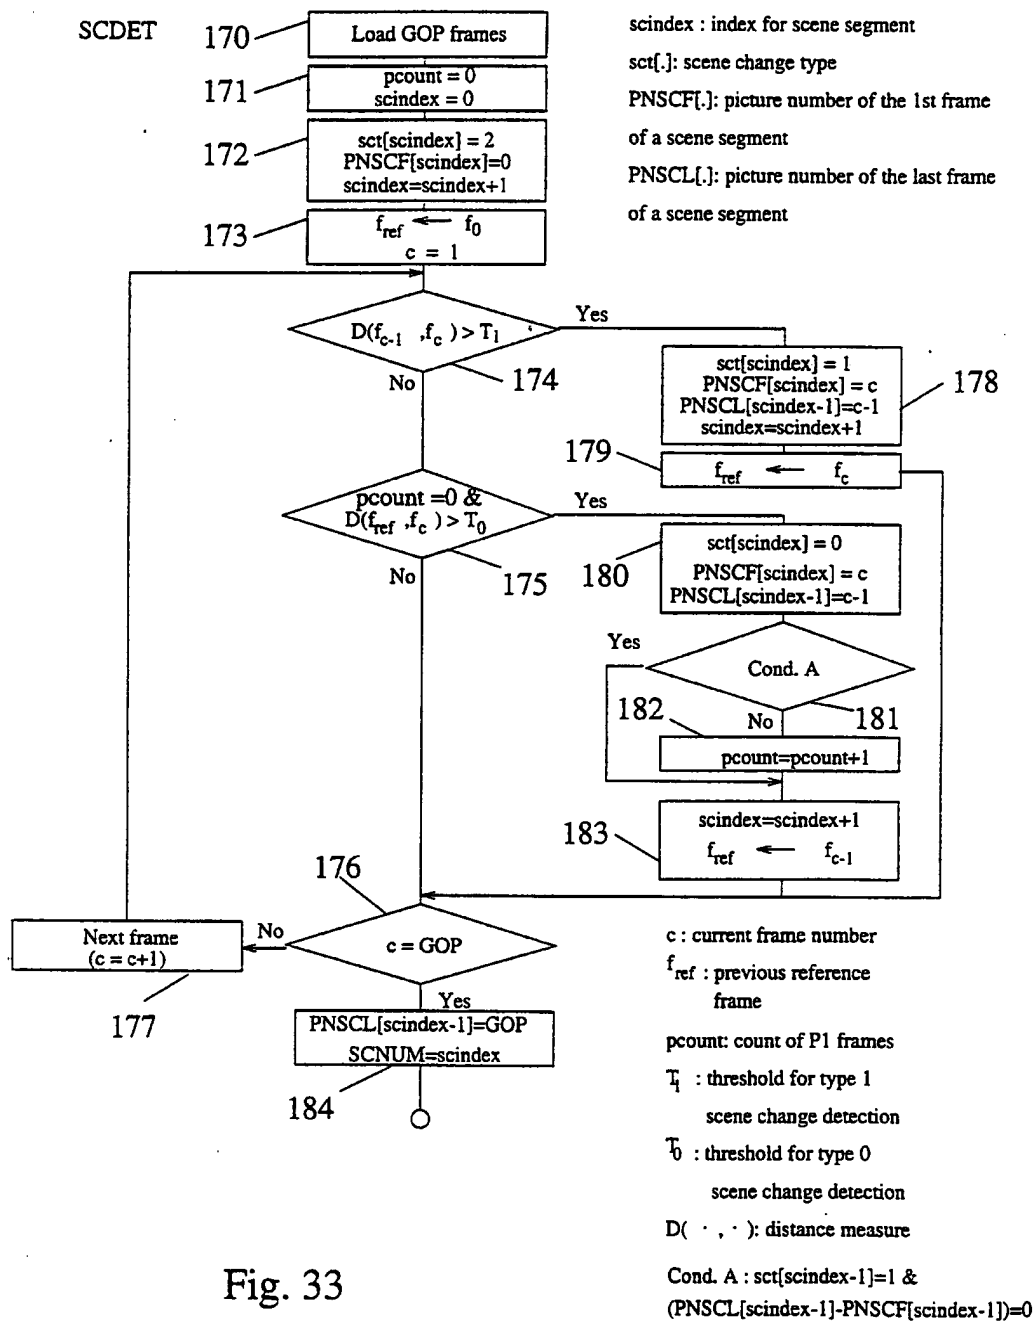 SCDET
170
Load GOP frames
171
pcount = 0
scindex = 0
172
sct[scindex] = 2
PNSCF[scindex]=0
scindex=scindex+1
173
f_ref ← f_0
c = 1
scindex : index for scene segment
sct[.]: scene change type
PNSCF[.]: picture number of the 1st frame
of a scene segment
PNSCL[.]: picture number of the last frame
of a scene segment
D(f_c-1 ,f_c ) > T_1
Yes
No
174
sct[scindex] = 1
PNSCF[scindex] = c
PNSCL[scindex-1]=c-1
scindex=scindex+1
178
179
f_ref ← f_c
pcount =0 &
D(f_ref ,f_c ) > T_0
Yes
No
175
180
sct[scindex] = 0
PNSCF[scindex] = c
PNSCL[scindex-1]=c-1
Yes
Cond. A
No
181
182
pcount=pcount+1
183
scindex=scindex+1
f_ref ← f_c-1
176
c = GOP
No
Next frame
(c = c+1)
177
Yes
PNSCL[scindex-1]=GOP
SCNUM=scindex
184
c : current frame number
f_ref : previous reference
frame
pcount: count of P1 frames
T_1 : threshold for type 1
scene change detection
T_0 : threshold for type 0
scene change detection
D( · , · ): distance measure
Cond. A : sct[scindex-1]=1 &
(PNSCL[scindex-1]-PNSCF[scindex-1])=0
Fig. 33